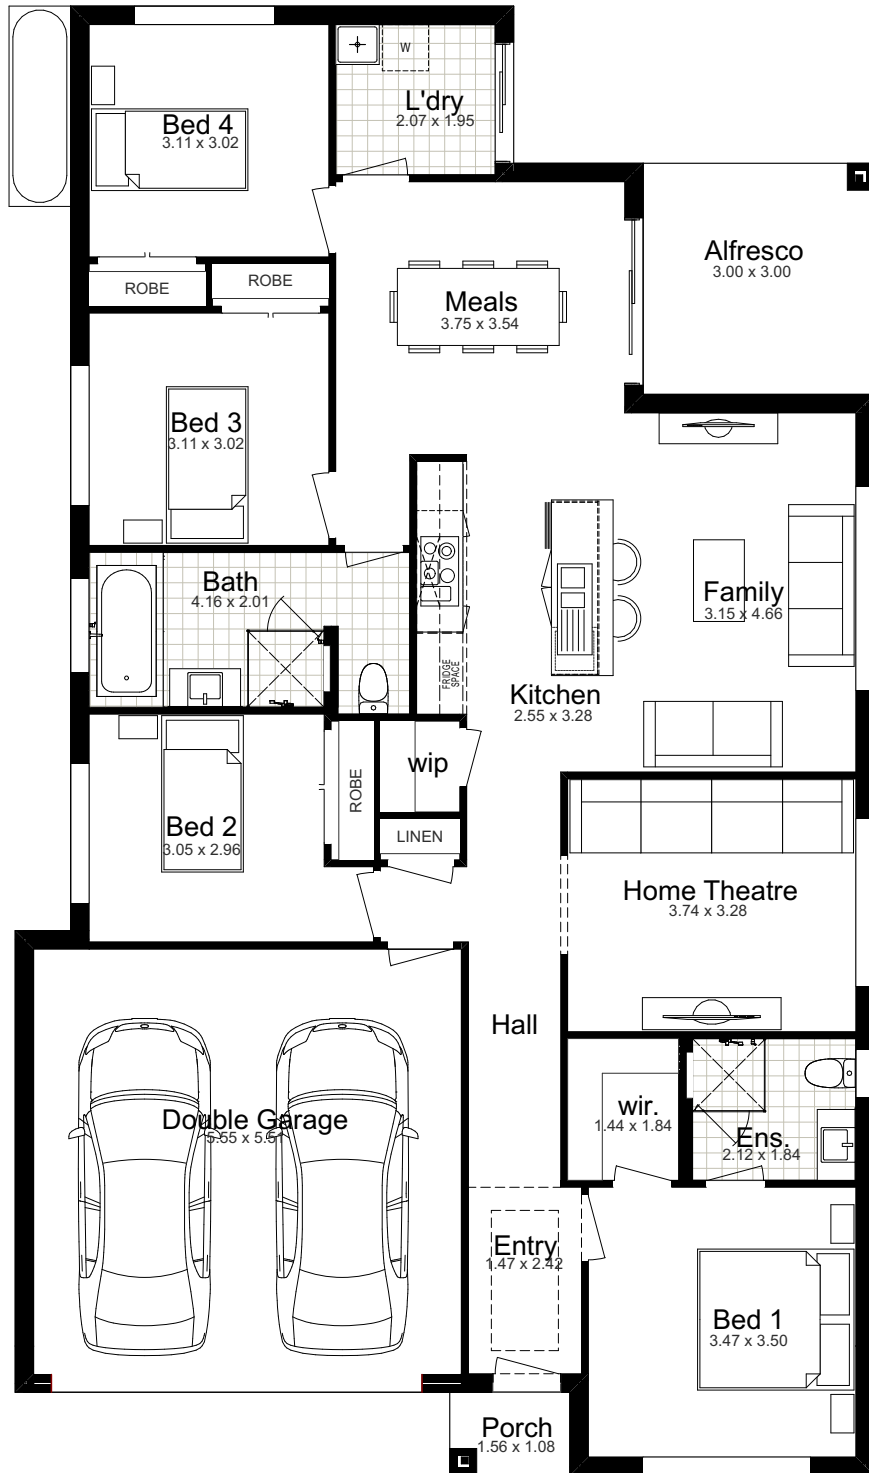 W
L'dry
2.07 x 1.95
Bed 4
3.11 x 3.02
Alfresco
3.00 x 3.00
ROBE
ROBE
Meals
3.75 x 3.54
Bed 3
3.11 x 3.02
Bath
4.16 x 2.01
Family
3.15 x 4.66
FRIDGE
SPACE
Kitchen
2.55 x 3.28
wip
ROBE
Bed 2
3.05 x 2.96
LINEN
Home Theatre
3.74 x 3.28
Hall
Double Garage
5.55 x 5.51
wir.
1.44 x 1.84
Ens.
2.12 x 1.84
Entry
1.47 x 2.42
Bed 1
3.47 x 3.50
Porch
1.56 x 1.08